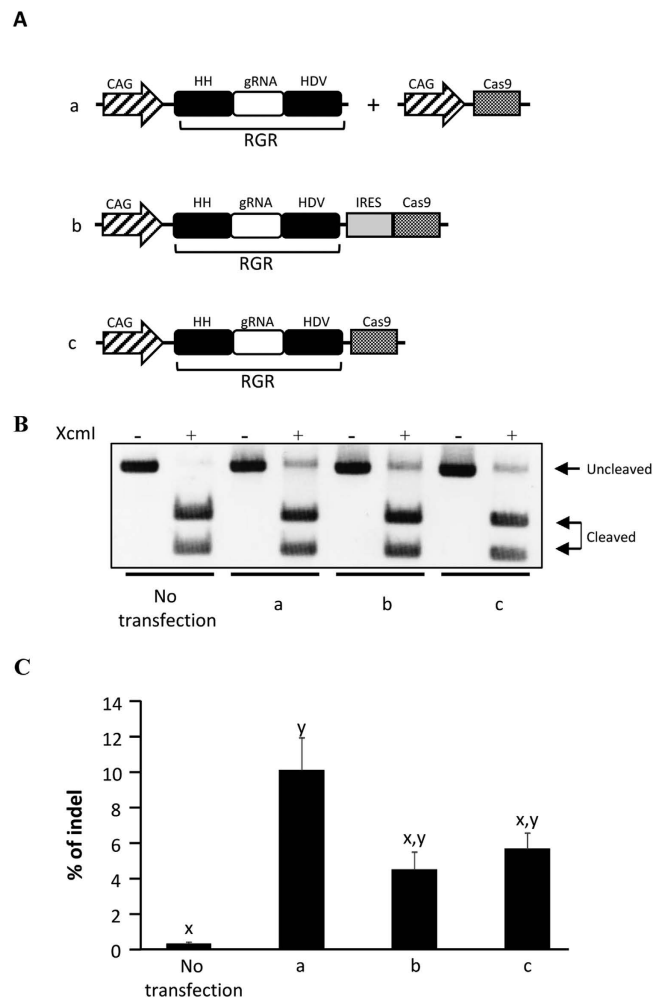 A
CAG HH gRNA HDV CAG Cas9
a +
RGR
CAG HH gRNA HDV IRES Cas9
b
RGR
CAG HH gRNA HDV Cas9
c
RGR
B
XcmI - + - + - + - +
Uncleaved
Cleaved
No transfection a b c
C
% of indel
14
12
10
8
6
4
2
0
x
y
x,y
x,y
No transfection a b c